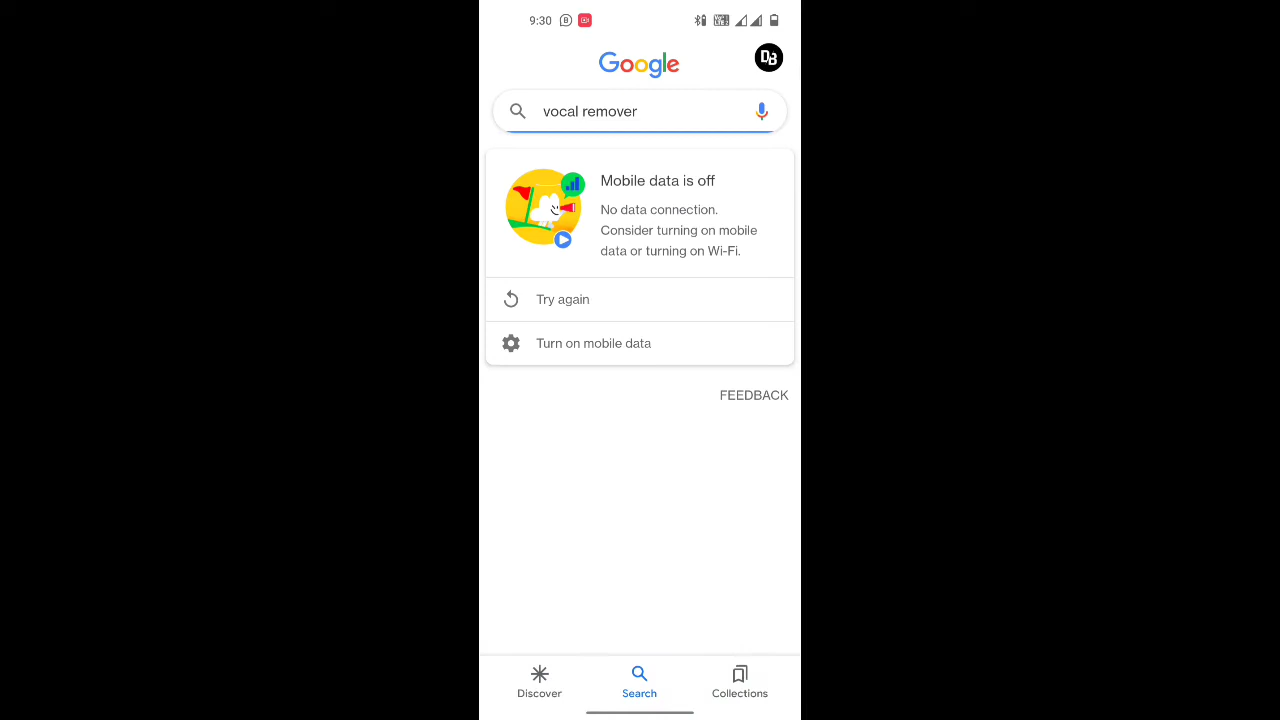 9:30
Google
DB
vocal remover
Mobile data is off
No data connection.
Consider turning on mobile
data or turning on Wi-Fi.
Try again
Turn on mobile data
FEEDBACK
Discover
Search
Collections